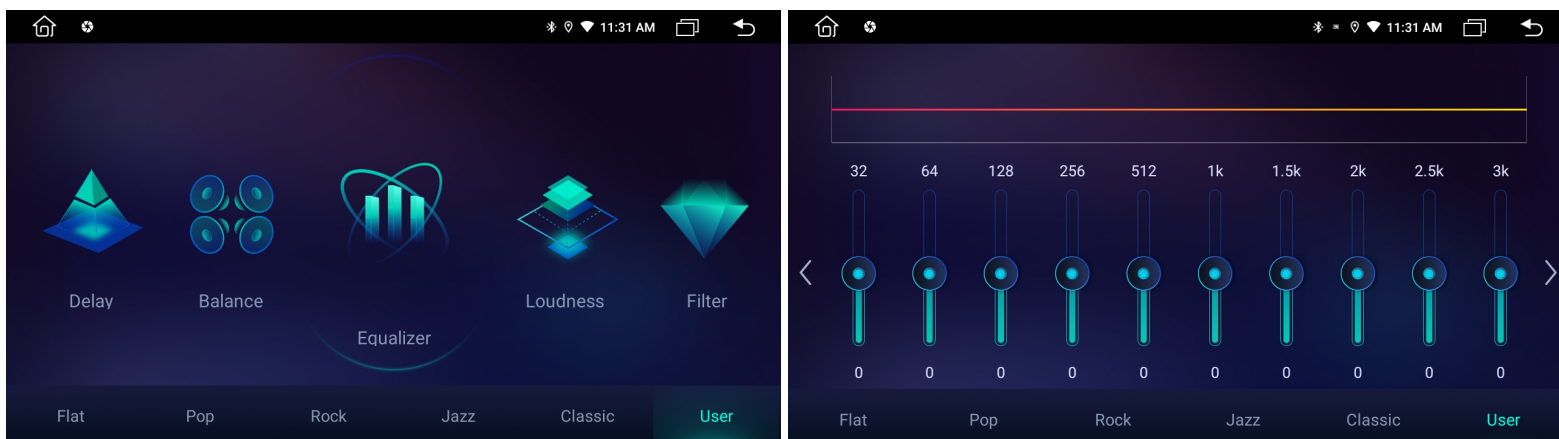 11:31 AM
Delay
Balance
Equalizer
Loudness
Filter
Flat Pop Rock Jazz Classic User
11:31 AM
32 64 128 256 512 1k 1.5k 2k 2.5k 3k
0 0 0 0 0 0 0 0 0 0
Flat Pop Rock Jazz Classic User